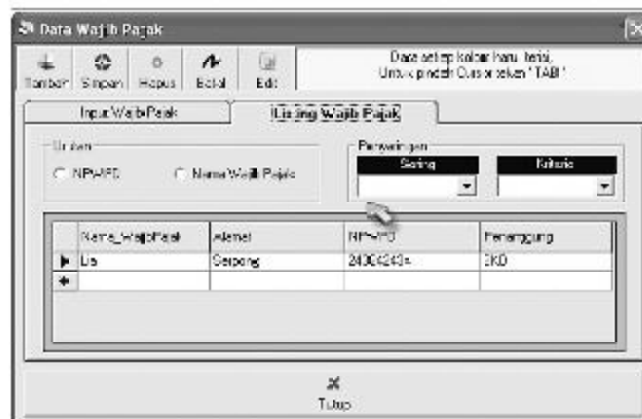 Data Wajib Pajak
Tambah Simpan Hapus Batal Edit
Data setiap kolom harus terisi,
Untuk pindah Cursor tekan "TAB"
Input Wajib Pajak Listing Wajib Pajak
Urutan Penyaringan
NPWPD Nama Wajib Pajak
Saring Kriteria
Nama_WajibPajak Alamat NPWPD Penanggung
Lia Serpong EKO
Tutup